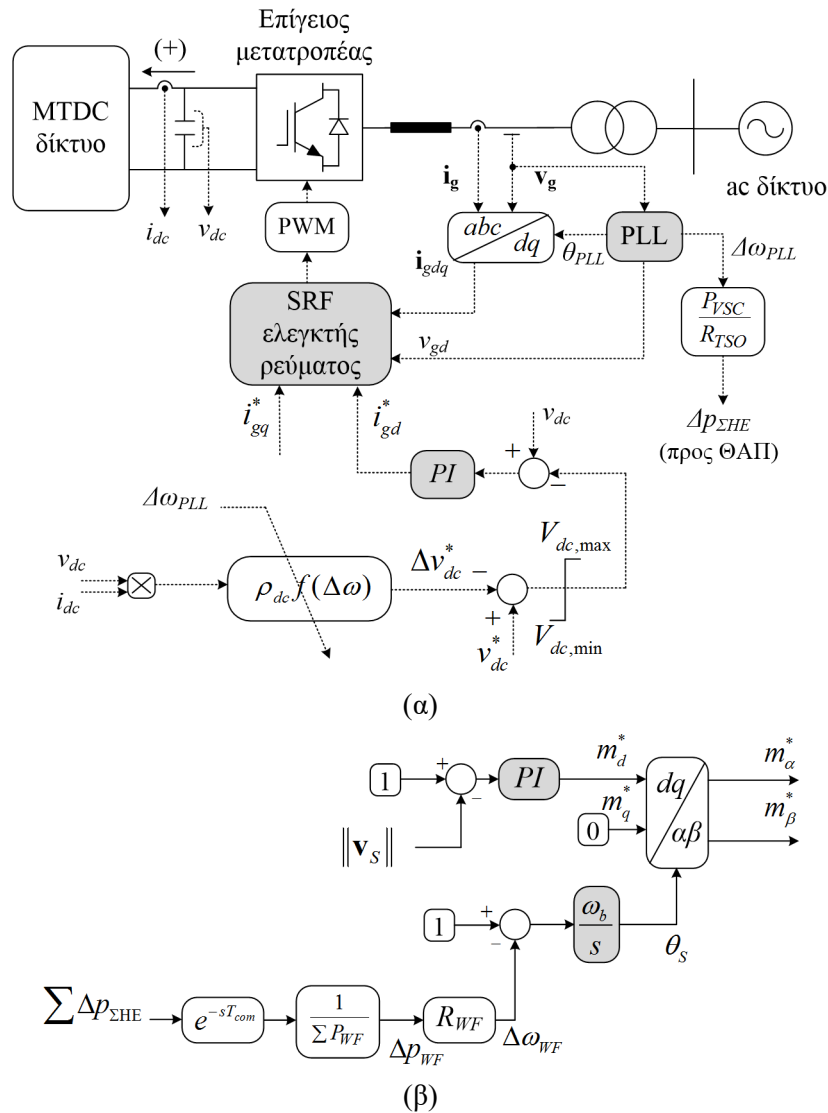 Επίγειος
μετατροπέας
(+)
MTDC
δίκτυο
ac δίκτυο
i_g
v_g
i_dc
v_dc
PWM
abc
dq
θ_PLL
PLL
Δω_PLL
i_gdq
SRF
ελεγκτής
ρεύματος
v_gd
P_VSC
R_TSO
i*_gq
i*_gd
v_dc
Δp_ΣΗΕ
(προς ΘΑΠ)
PI
+
−
Δω_PLL
V_dc,max
v_dc
i_dc
×
ρ_dc f(Δω)
Δv*_dc
−
+
v*_dc
V_dc,min
(α)
m*_d
m*_α
1
+
−
PI
dq
m*_q
m*_β
0
αβ
‖v_S‖
1
+
−
ω_b
s
θ_S
∑Δp_ΣΗΕ
e^{-sT_com}
1
∑P_WF
Δp_WF
R_WF
Δω_WF
(β)